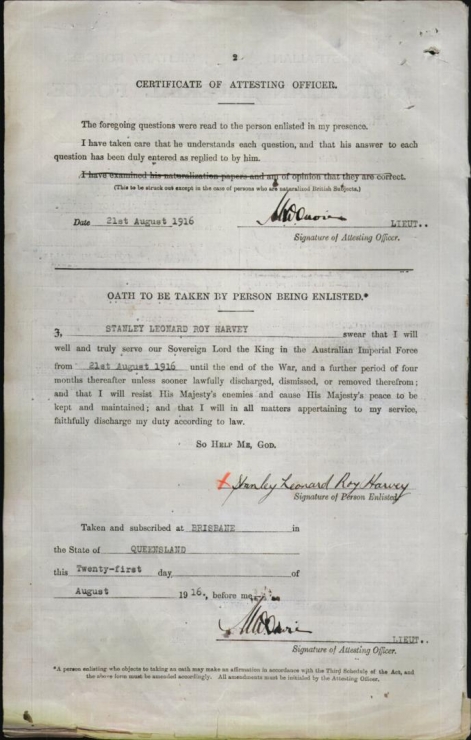 2
CERTIFICATE OF ATTESTING OFFICER.
The foregoing questions were read to the person enlisted in my presence.
I have taken care that he understands each question, and that his answer to each
question has been duly entered as replied to by him.
I have examined his naturalisation papers and am of opinion that they are correct.
(This to be struck out except in the case of persons who are naturalized British Subjects.)
Date 21st August 1916
LIEUT..
Signature of Attesting Officer.
OATH TO BE TAKEN BY PERSON BEING ENLISTED.*
3, STANLEY LEONARD ROY HARVEY swear that I will
well and truly serve our Sovereign Lord the King in the Australian Imperial Force
from 21st August 1916 until the end of the War, and a further period of four
months thereafter unless sooner lawfully discharged, dismissed, or removed therefrom;
and that I will resist His Majesty's enemies and cause His Majesty's peace to be
kept and maintained; and that I will in all matters appertaining to my service,
faithfully discharge my duty according to law.
SO HELP ME, GOD.
Stanley Leonard Roy Harvey
Signature of Person Enlisted.
Taken and subscribed at BRISBANE in
the State of QUEENSLAND
this Twenty-first day of
August 1916., before me
LIEUT..
Signature of Attesting Officer.
*A person enlisting who objects to taking an oath may make an affirmation in accordance with the Third Schedule of the Act, and
the above form must be amended accordingly. All amendments must be initialed by the Attesting Officer.